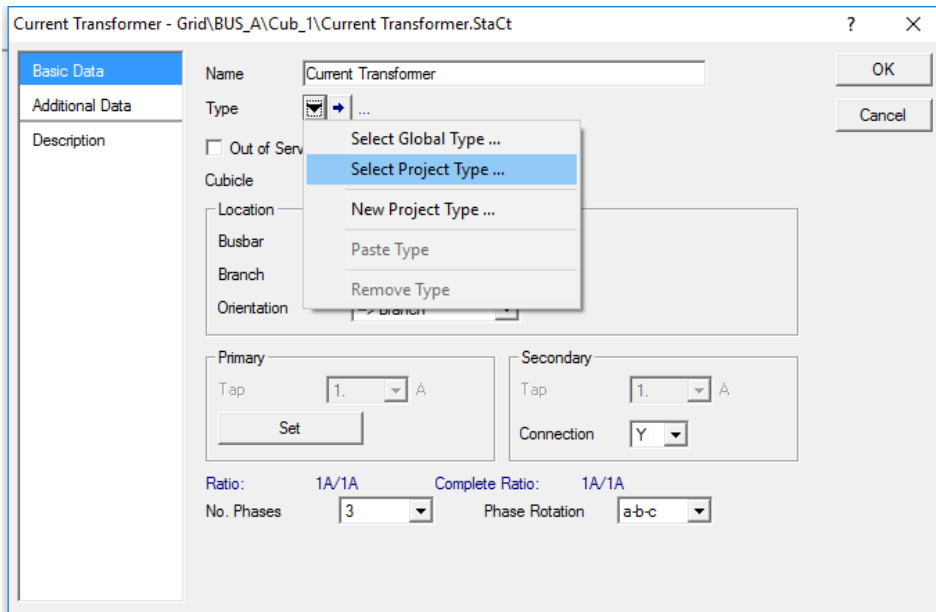 Current Transformer - Grid\BUS_A\Cub_1\Current Transformer.StaCt ? ✕
Basic Data
Additional Data
Description
Name Current Transformer
Type ...
Out of Serv
Cubicle
Select Global Type ...
Select Project Type ...
New Project Type ...
Paste Type
Remove Type
Location
Busbar
Branch
Orientation --> Branch
Primary
Tap 1. A
Set
Secondary
Tap 1. A
Connection Y
Ratio: 1A/1A Complete Ratio: 1A/1A
No. Phases 3 Phase Rotation a-b-c
OK
Cancel